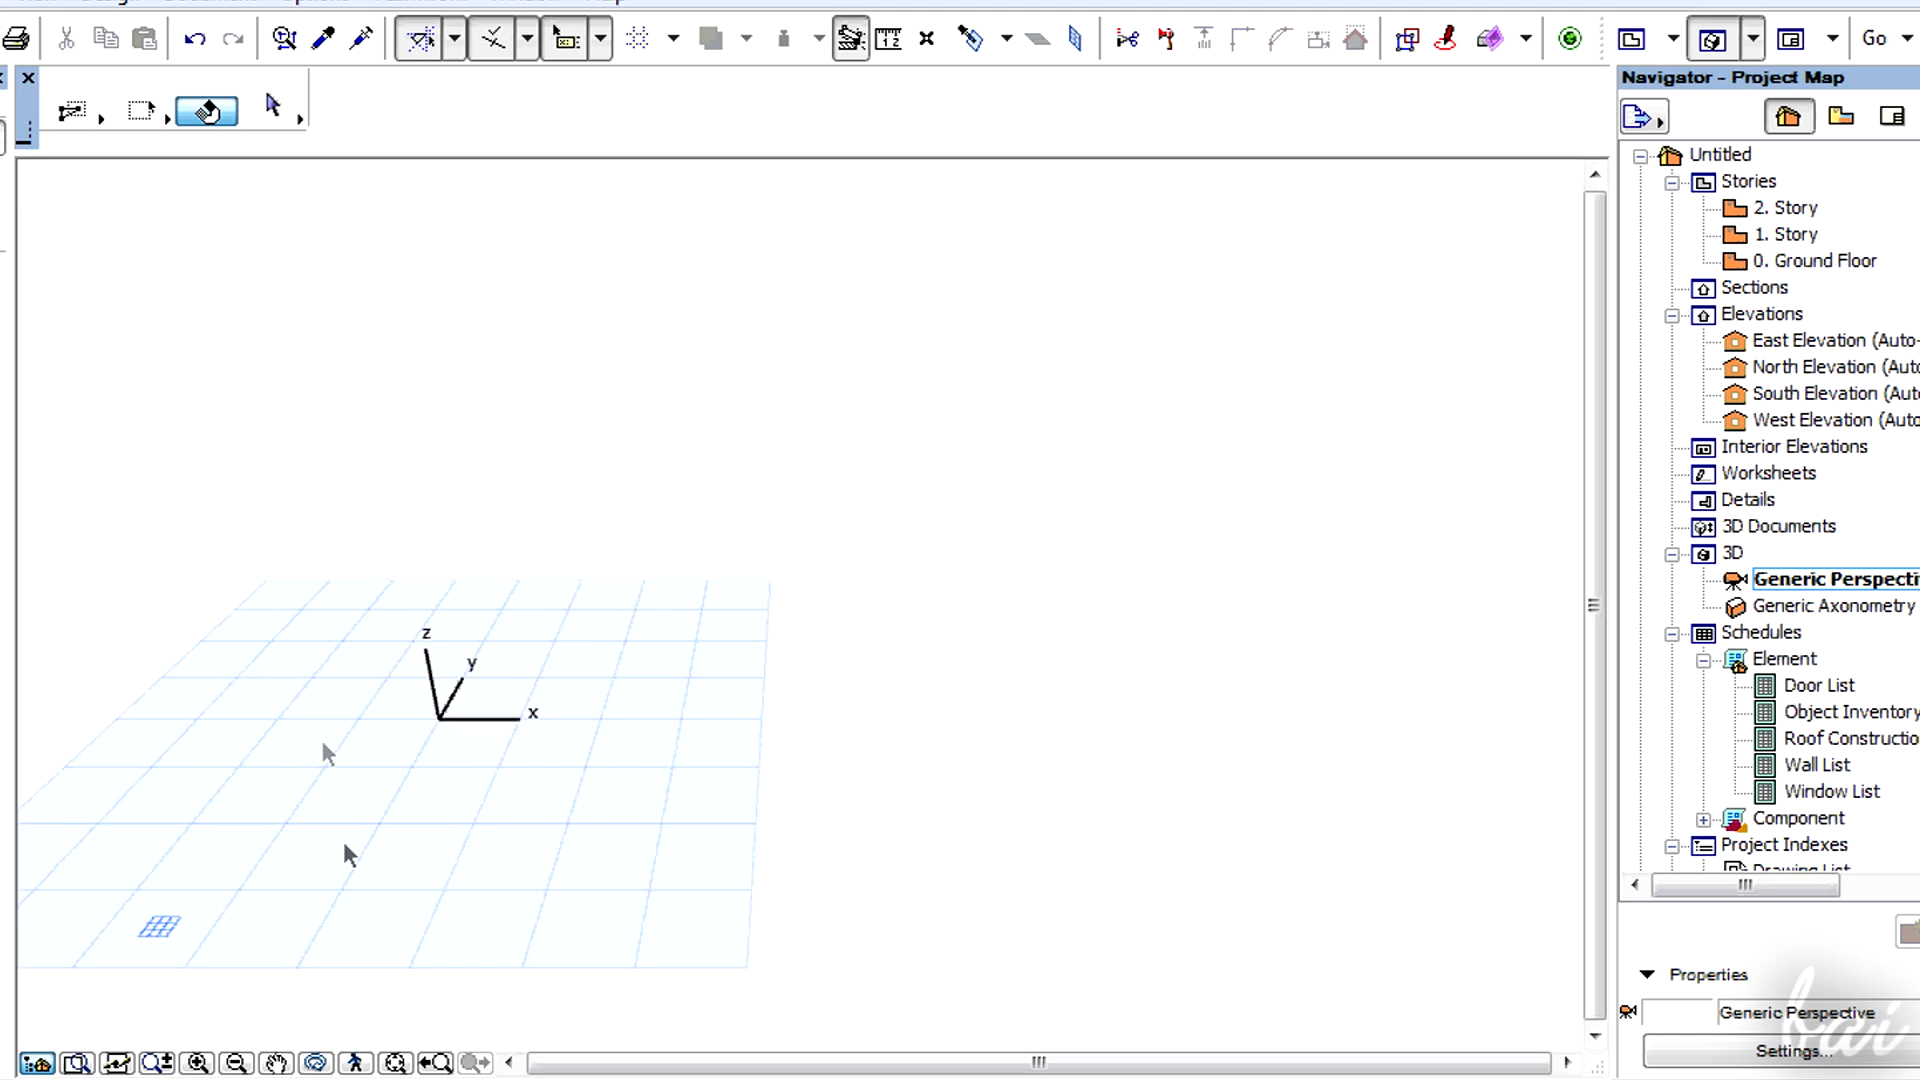 Go
Navigator - Project Map
Untitled
Stories
2. Story
1. Story
0. Ground Floor
Sections
Elevations
East Elevation (Auto-
North Elevation (Auto
South Elevation (Aut
West Elevation (Auto
Interior Elevations
Worksheets
Details
3D Documents
3D
Generic Perspecti
Generic Axonometry
Schedules
Element
Door List
Object Inventory
Roof Constructio
Wall List
Window List
Component
Project Indexes
Drawing List
z
y
x
Properties
Generic Perspective
Settings...
kai